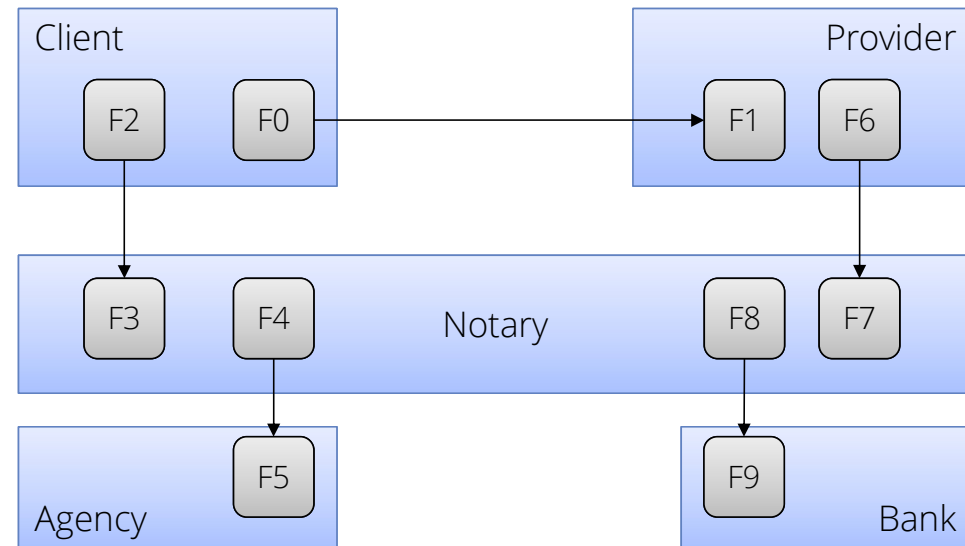 Client
Provider
F2
F0
F1
F6
F3
F4
Notary
F8
F7
F5
F9
Agency
Bank